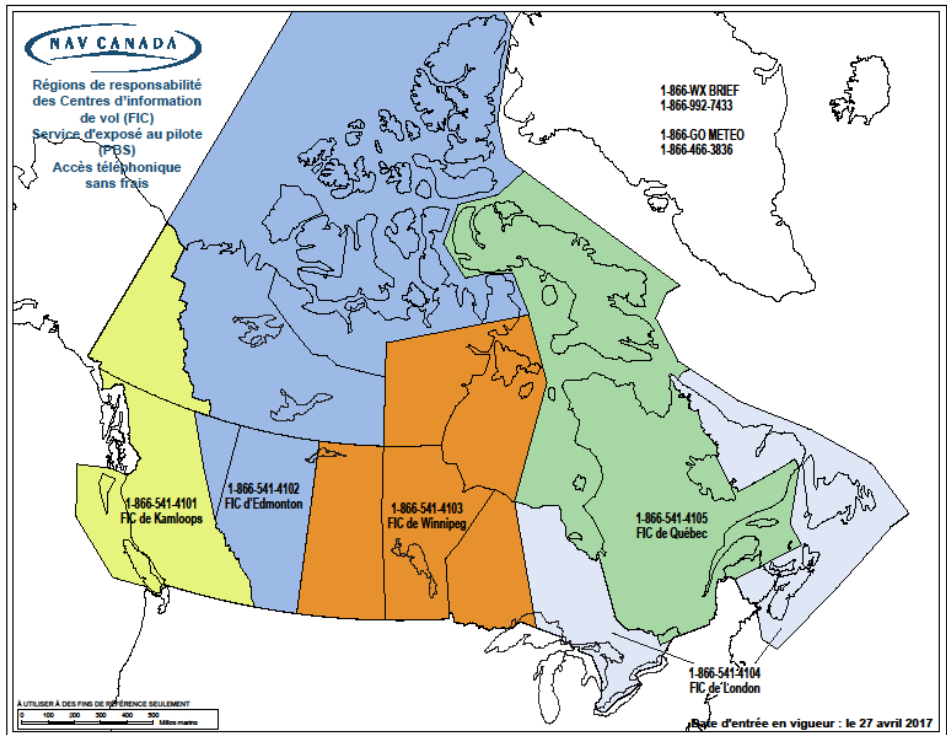 NAV CANADA
Régions de responsabilité
des Centres d'information
de vol (FIC)
Service d'exposé au pilote
(PBS)
Accès téléphonique
sans frais
1-866-WX BRIEF
1-866-992-7433
1-866-GO METEO
1-866-466-3836
1-866-541-4101
FIC de Kamloops
1-866-541-4102
FIC d'Edmonton
1-866-541-4103
FIC de Winnipeg
1-866-541-4105
FIC de Québec
1-866-541-4104
FIC de London
À UTILISER À DES FINS DE RÉFÉRENCE SEULEMENT
0 100 200 300 400 500
Milles marins
Date d'entrée en vigueur : le 27 avril 2017